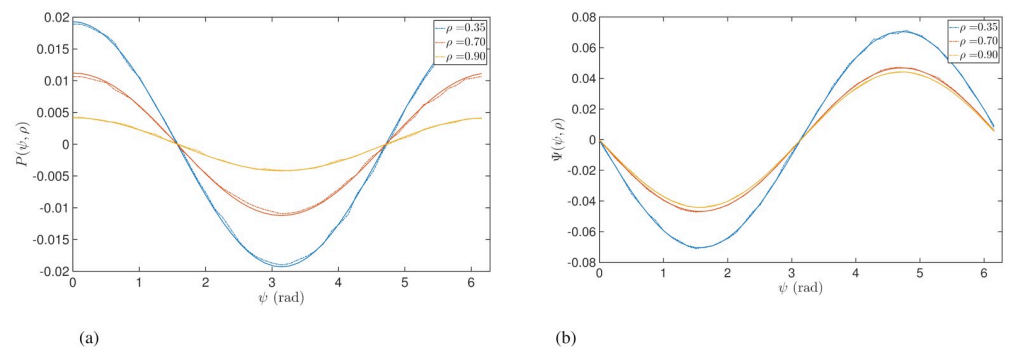 0.02
0.015
0.01
0.005
0
-0.005
-0.01
-0.015
-0.02
P(ψ, ρ)
0 1 2 3 4 5 6
ψ (rad)
ρ =0.35
ρ =0.70
ρ =0.90
(a)
0.08
0.06
0.04
0.02
0
-0.02
-0.04
-0.06
-0.08
Ψ(ψ, ρ)
0 1 2 3 4 5 6
ψ (rad)
ρ =0.35
ρ =0.70
ρ =0.90
(b)